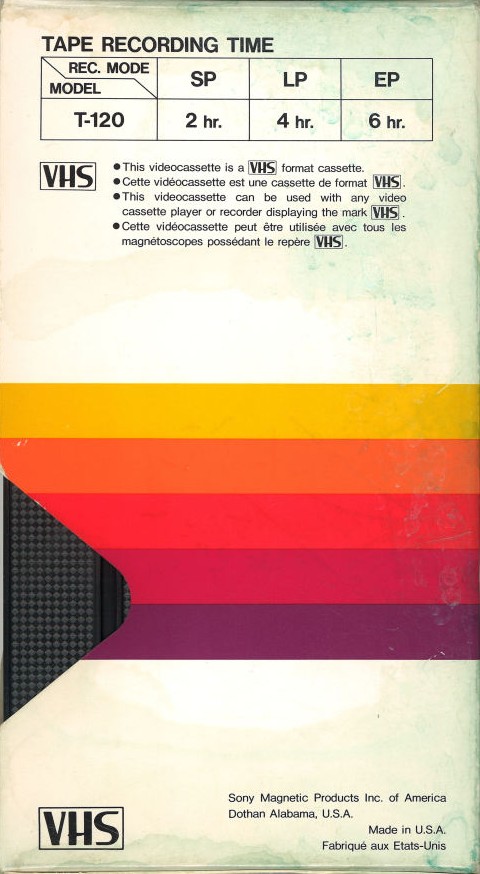 TAPE RECORDING TIME
REC. MODE SP LP EP
MODEL
T-120 2 hr. 4 hr. 6 hr.
VHS
●This videocassette is a VHS format cassette.
●Cette vidéocassette est une cassette de format VHS.
●This videocassette can be used with any video
cassette player or recorder displaying the mark VHS.
●Cette vidéocassette peut être utilisée avec tous les
magnétoscopes possédant le repère VHS.
Sony Magnetic Products Inc. of America
Dothan Alabama, U.S.A.
Made in U.S.A.
Fabriqué aux Etats-Unis
VHS